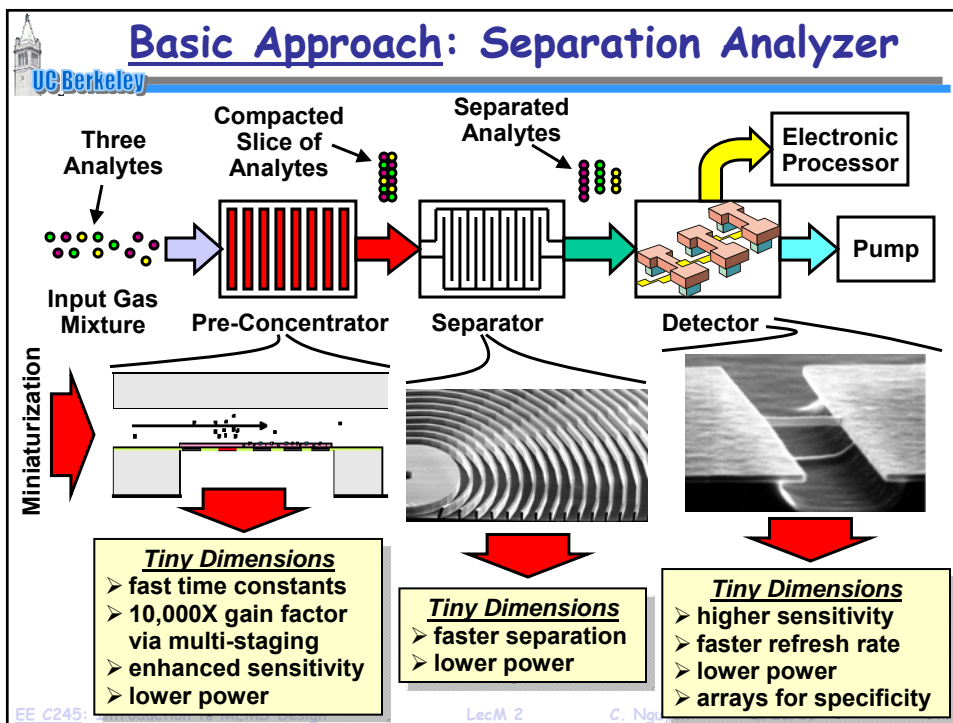 Basic Approach: Separation Analyzer
UC Berkeley
Three
Analytes
Compacted
Slice of
Analytes
Separated
Analytes
Electronic
Processor
Pump
Input Gas
Mixture
Pre-Concentrator
Separator
Detector
Miniaturization
Tiny Dimensions
➢ fast time constants
➢ 10,000X gain factor
via multi-staging
➢ enhanced sensitivity
➢ lower power
Tiny Dimensions
➢ faster separation
➢ lower power
Tiny Dimensions
➢ higher sensitivity
➢ faster refresh rate
➢ lower power
➢ arrays for specificity
EE C245: LecM 2 C.